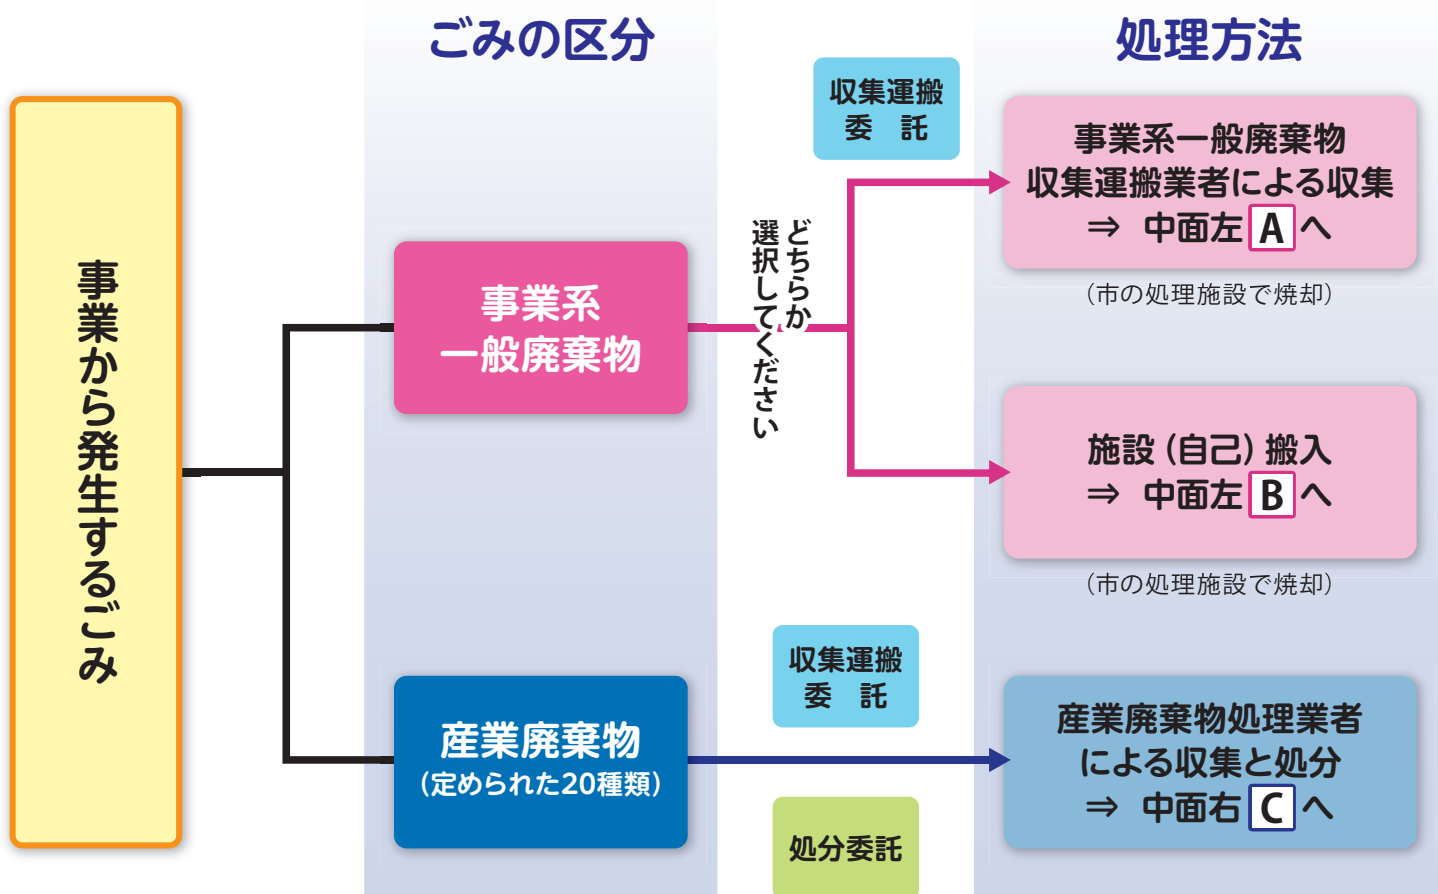 ごみの区分
処理方法
事業から発生するごみ
事業系
一般廃棄物
どちらか
選択してください
収集運搬
委 託
事業系一般廃棄物
収集運搬業者による収集
⇒ 中面左 A へ
(市の処理施設で焼却)
施設(自己)搬入
⇒ 中面左 B へ
(市の処理施設で焼却)
産業廃棄物
(定められた20種類)
収集運搬
委 託
処分委託
産業廃棄物処理業者
による収集と処分
⇒ 中面右 C へ